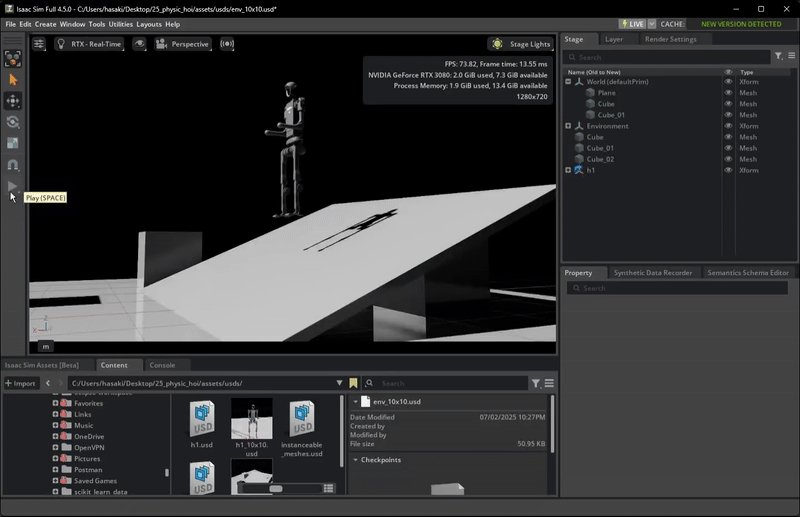 Isaac Sim Full 4.5.0 - C:/Users/hasaki/Desktop/25_physic_hoi/assets/usds/env_10x10.usd*
File Edit Create Window Tools Utilities Layouts Help
LIVE CACHE: NEW VERSION DETECTED
RTX - Real-Time
Perspective
Stage Lights
FPS: 73.82, Frame time: 13.55 ms
NVIDIA GeForce RTX 3080: 2.0 GiB used, 7.3 GiB available
Process Memory: 1.9 GiB used, 13.4 GiB available
1280x720
Play (SPACE)
X
m
Stage Layer Render Settings
Search
Name (Old to New) Type
World (defaultPrim) Xform
Plane Mesh
Cube Mesh
Cube_01 Mesh
Environment Xform
Cube Mesh
Cube_01 Mesh
Cube_02 Mesh
h1 Xform
Property Synthetic Data Recorder Semantics Schema Editor
Search
Isaac Sim Assets [Beta] Content Console
Import C:/Users/hasaki/Desktop/25_physic_hoi/assets/usds/ Search
Favorites
Links
Music
OneDrive
OpenVPN
Pictures
Postman
Saved Games
scikit_learn_data
USD
h1.usd
h1_10x10.
usd
USD
instanceable
_meshes.usd
USD
env_10x10.usd
Date Modified 07/02/2025 10:27PM
Created by
Modified by
File size 50.95 KB
Checkpoints